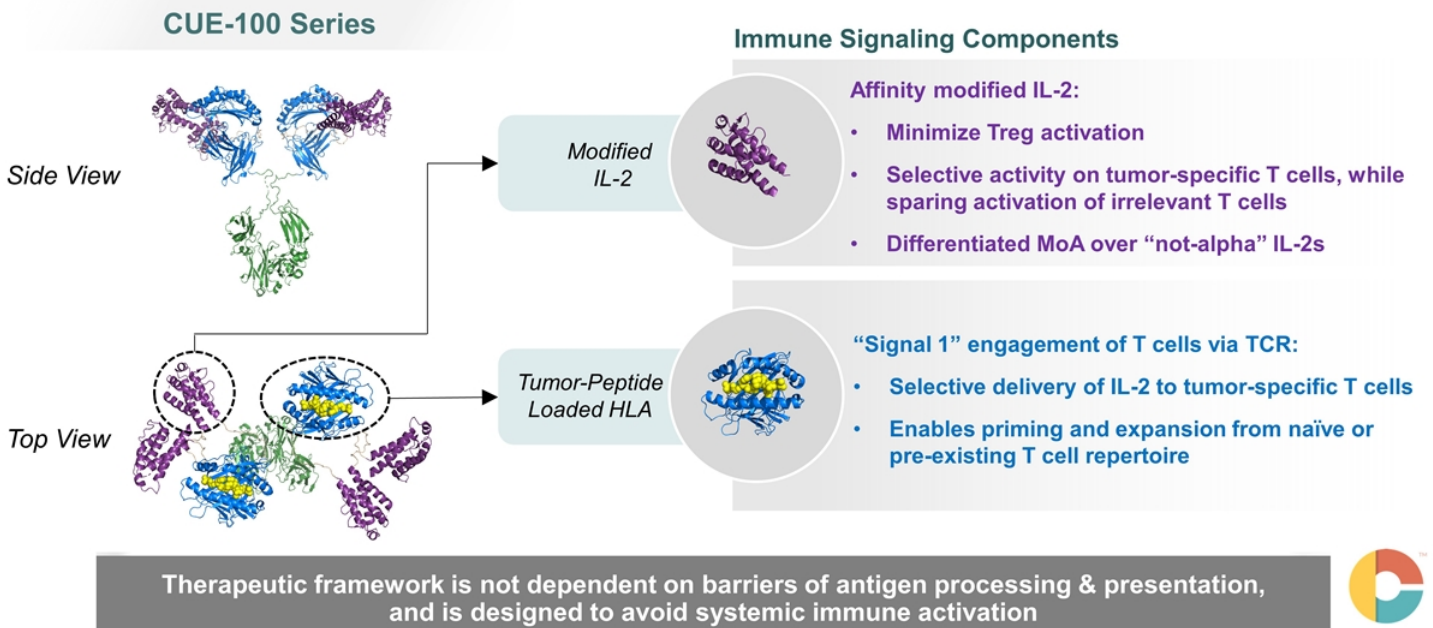 CUE-100 Series
Immune Signaling Components
Side View
Modified
IL-2
Affinity modified IL-2:
• Minimize Treg activation
• Selective activity on tumor-specific T cells, while
sparing activation of irrelevant T cells
• Differentiated MoA over “not-alpha” IL-2s
Top View
Tumor-Peptide
Loaded HLA
“Signal 1” engagement of T cells via TCR:
• Selective delivery of IL-2 to tumor-specific T cells
• Enables priming and expansion from naïve or
pre-existing T cell repertoire
Therapeutic framework is not dependent on barriers of antigen processing & presentation,
and is designed to avoid systemic immune activation
TM